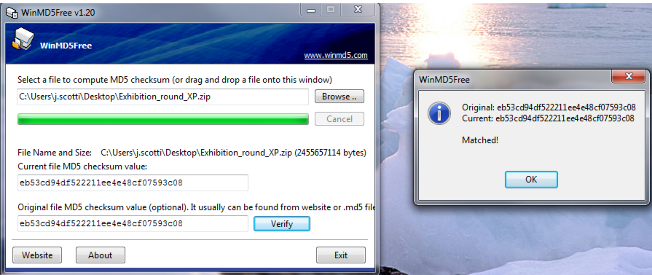 WinMD5Free v1.20
WinMD5Free
www.winmd5.com
Select a file to compute MD5 checksum (or drag and drop a file onto this window)
C:\Users\j.scotti\Desktop\Exhibition_round_XP.zip
Browse ..
Cancel
File Name and Size: C:\Users\j.scotti\Desktop\Exhibition_round_XP.zip (2455657114 bytes)
Current file MD5 checksum value:
eb53cd94df522211ee4e48cf07593c08
Original file MD5 checksum value (optional). It usually can be found from website or .md5 file
eb53cd94df522211ee4e48cf07593c08
Verify
Website
About
Exit
WinMD5Free
Original: eb53cd94df522211ee4e48cf07593c08
Current: eb53cd94df522211ee4e48cf07593c08
Matched!
OK